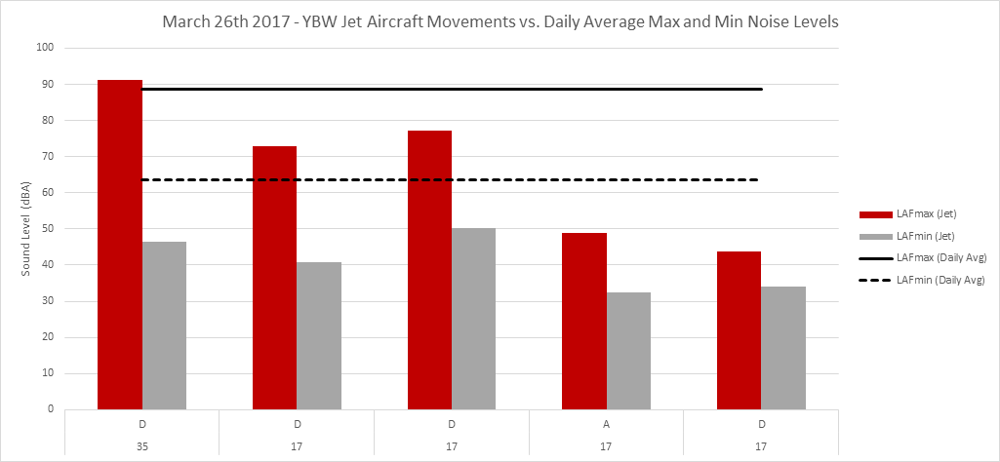 March 26th 2017 - YBW Jet Aircraft Movements vs. Daily Average Max and Min Noise Levels
100
90
80
70
60
50
40
30
20
10
0
Sound Level (dBA)
D D D A D
35 17 17 17 17
LAFmax (Jet)
LAFmin (Jet)
LAFmax (Daily Avg)
LAFmin (Daily Avg)